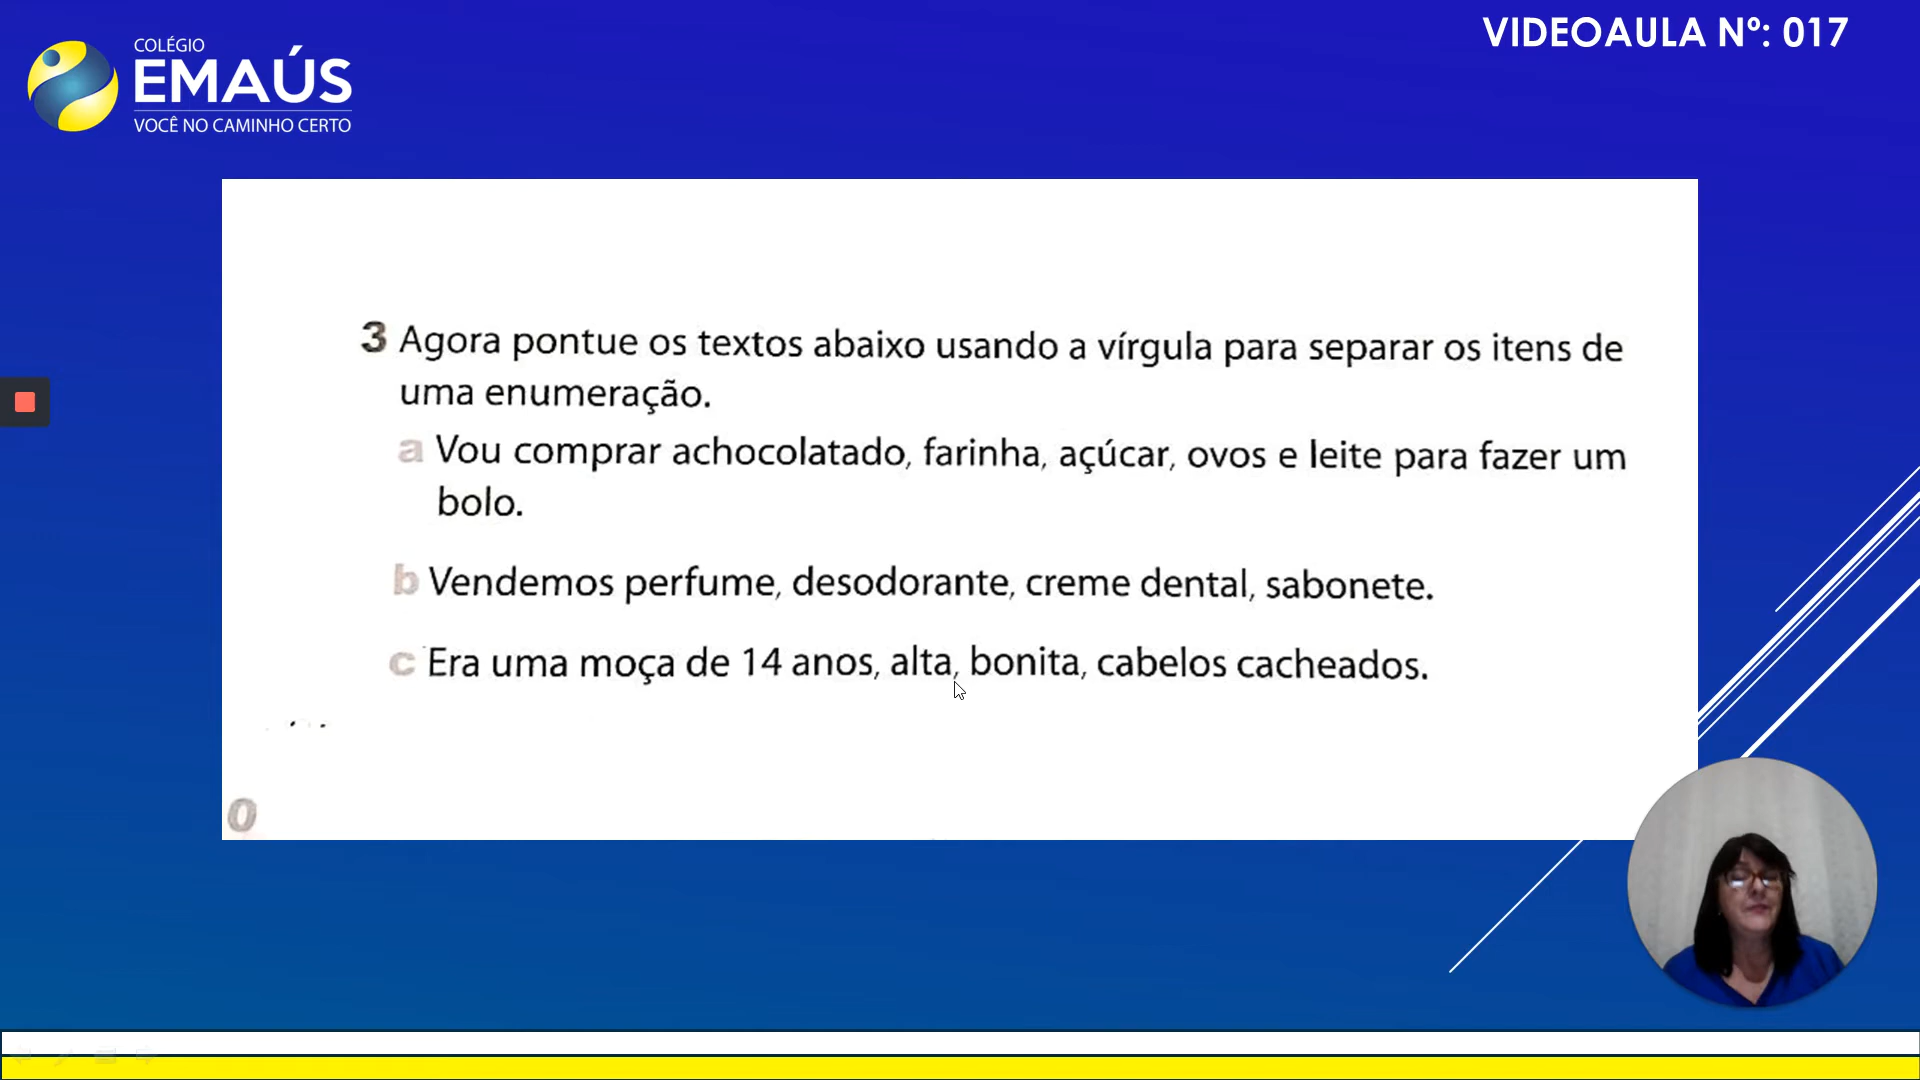 COLÉGIO
EMAÚS
VOCÊ NO CAMINHO CERTO
VIDEOAULA Nº: 017
3 Agora pontue os textos abaixo usando a vírgula para separar os itens de
uma enumeração.
a Vou comprar achocolatado, farinha, açúcar, ovos e leite para fazer um
bolo.
b Vendemos perfume, desodorante, creme dental, sabonete.
c Era uma moça de 14 anos, alta, bonita, cabelos cacheados.
0